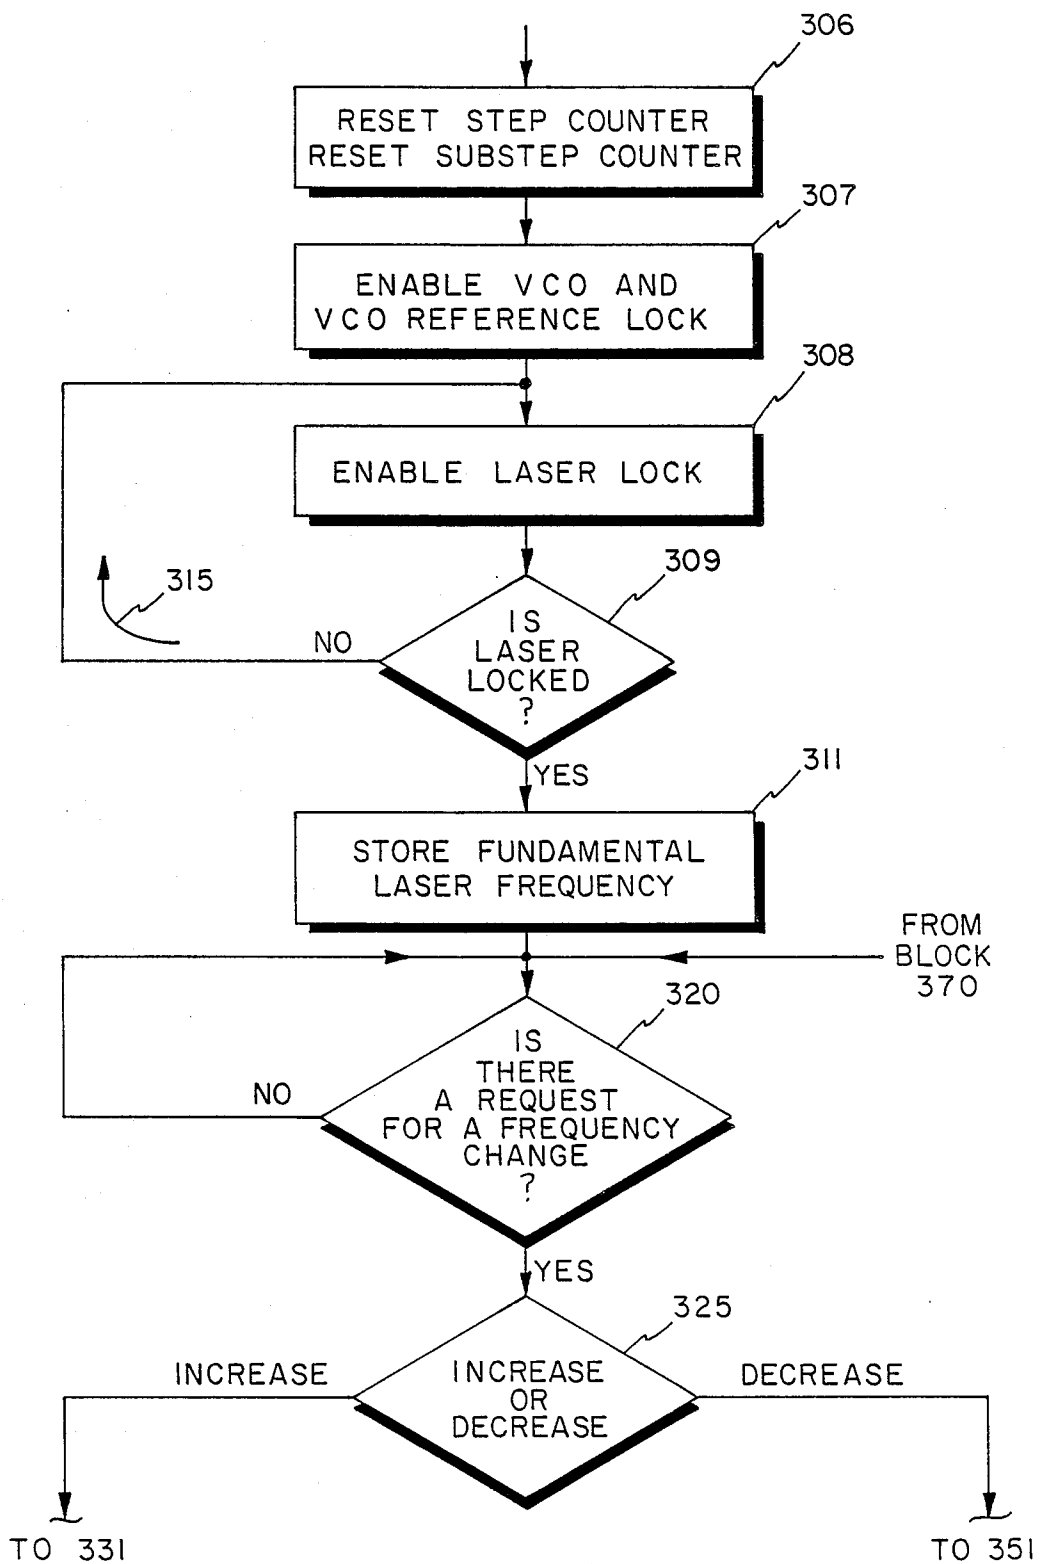 306
RESET STEP COUNTER
RESET SUBSTEP COUNTER
307
ENABLE VCO AND
VCO REFERENCE LOCK
308
ENABLE LASER LOCK
309
315
IS
LASER
LOCKED
?
NO
YES
311
STORE FUNDAMENTAL
LASER FREQUENCY
FROM
BLOCK
370
320
IS
THERE
A REQUEST
FOR A FREQUENCY
CHANGE
?
NO
YES
325
INCREASE
INCREASE
OR
DECREASE
DECREASE
TO 331
TO 351